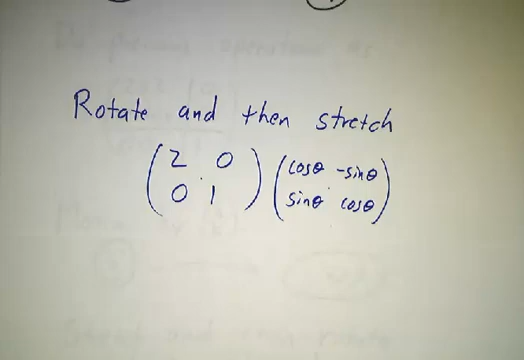 Rotate and then stretch
(2 0) (cosθ -sinθ)
(0 1) (sinθ cosθ)